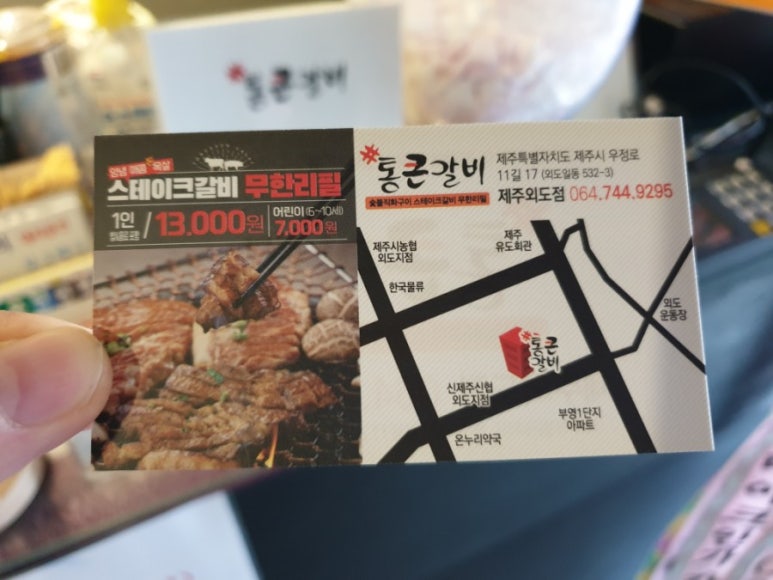 통큰갈비
스테이크갈비 무한리필
1인 / 13,000원
어린이(5~10세)
7,000원
통큰갈비
숯불직화구이 스테이크갈비 무한리필
제주특별자치도 제주시 우정로
11길 17 (외도일동 532-3)
제주외도점 064.744.9295
제주시농협
외도지점
제주
유도회관
한국물류
외도
운동장
통큰
갈비
신제주신협
외도지점
부영1단지
아파트
온누리약국